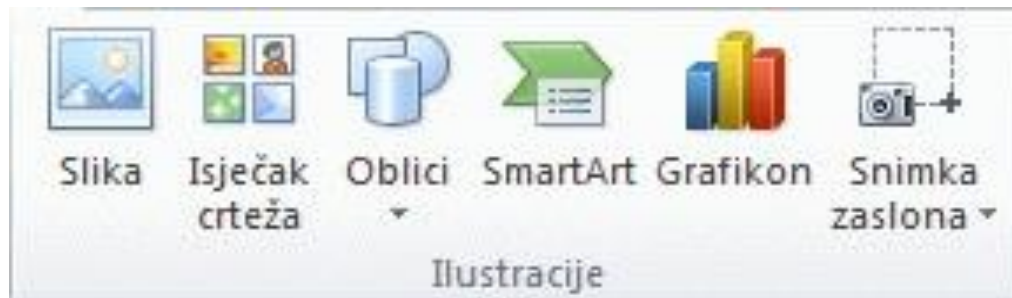 Slika
Isječak
crteža
Oblici
SmartArt
Grafikon
Snimka
zaslona
Ilustracije